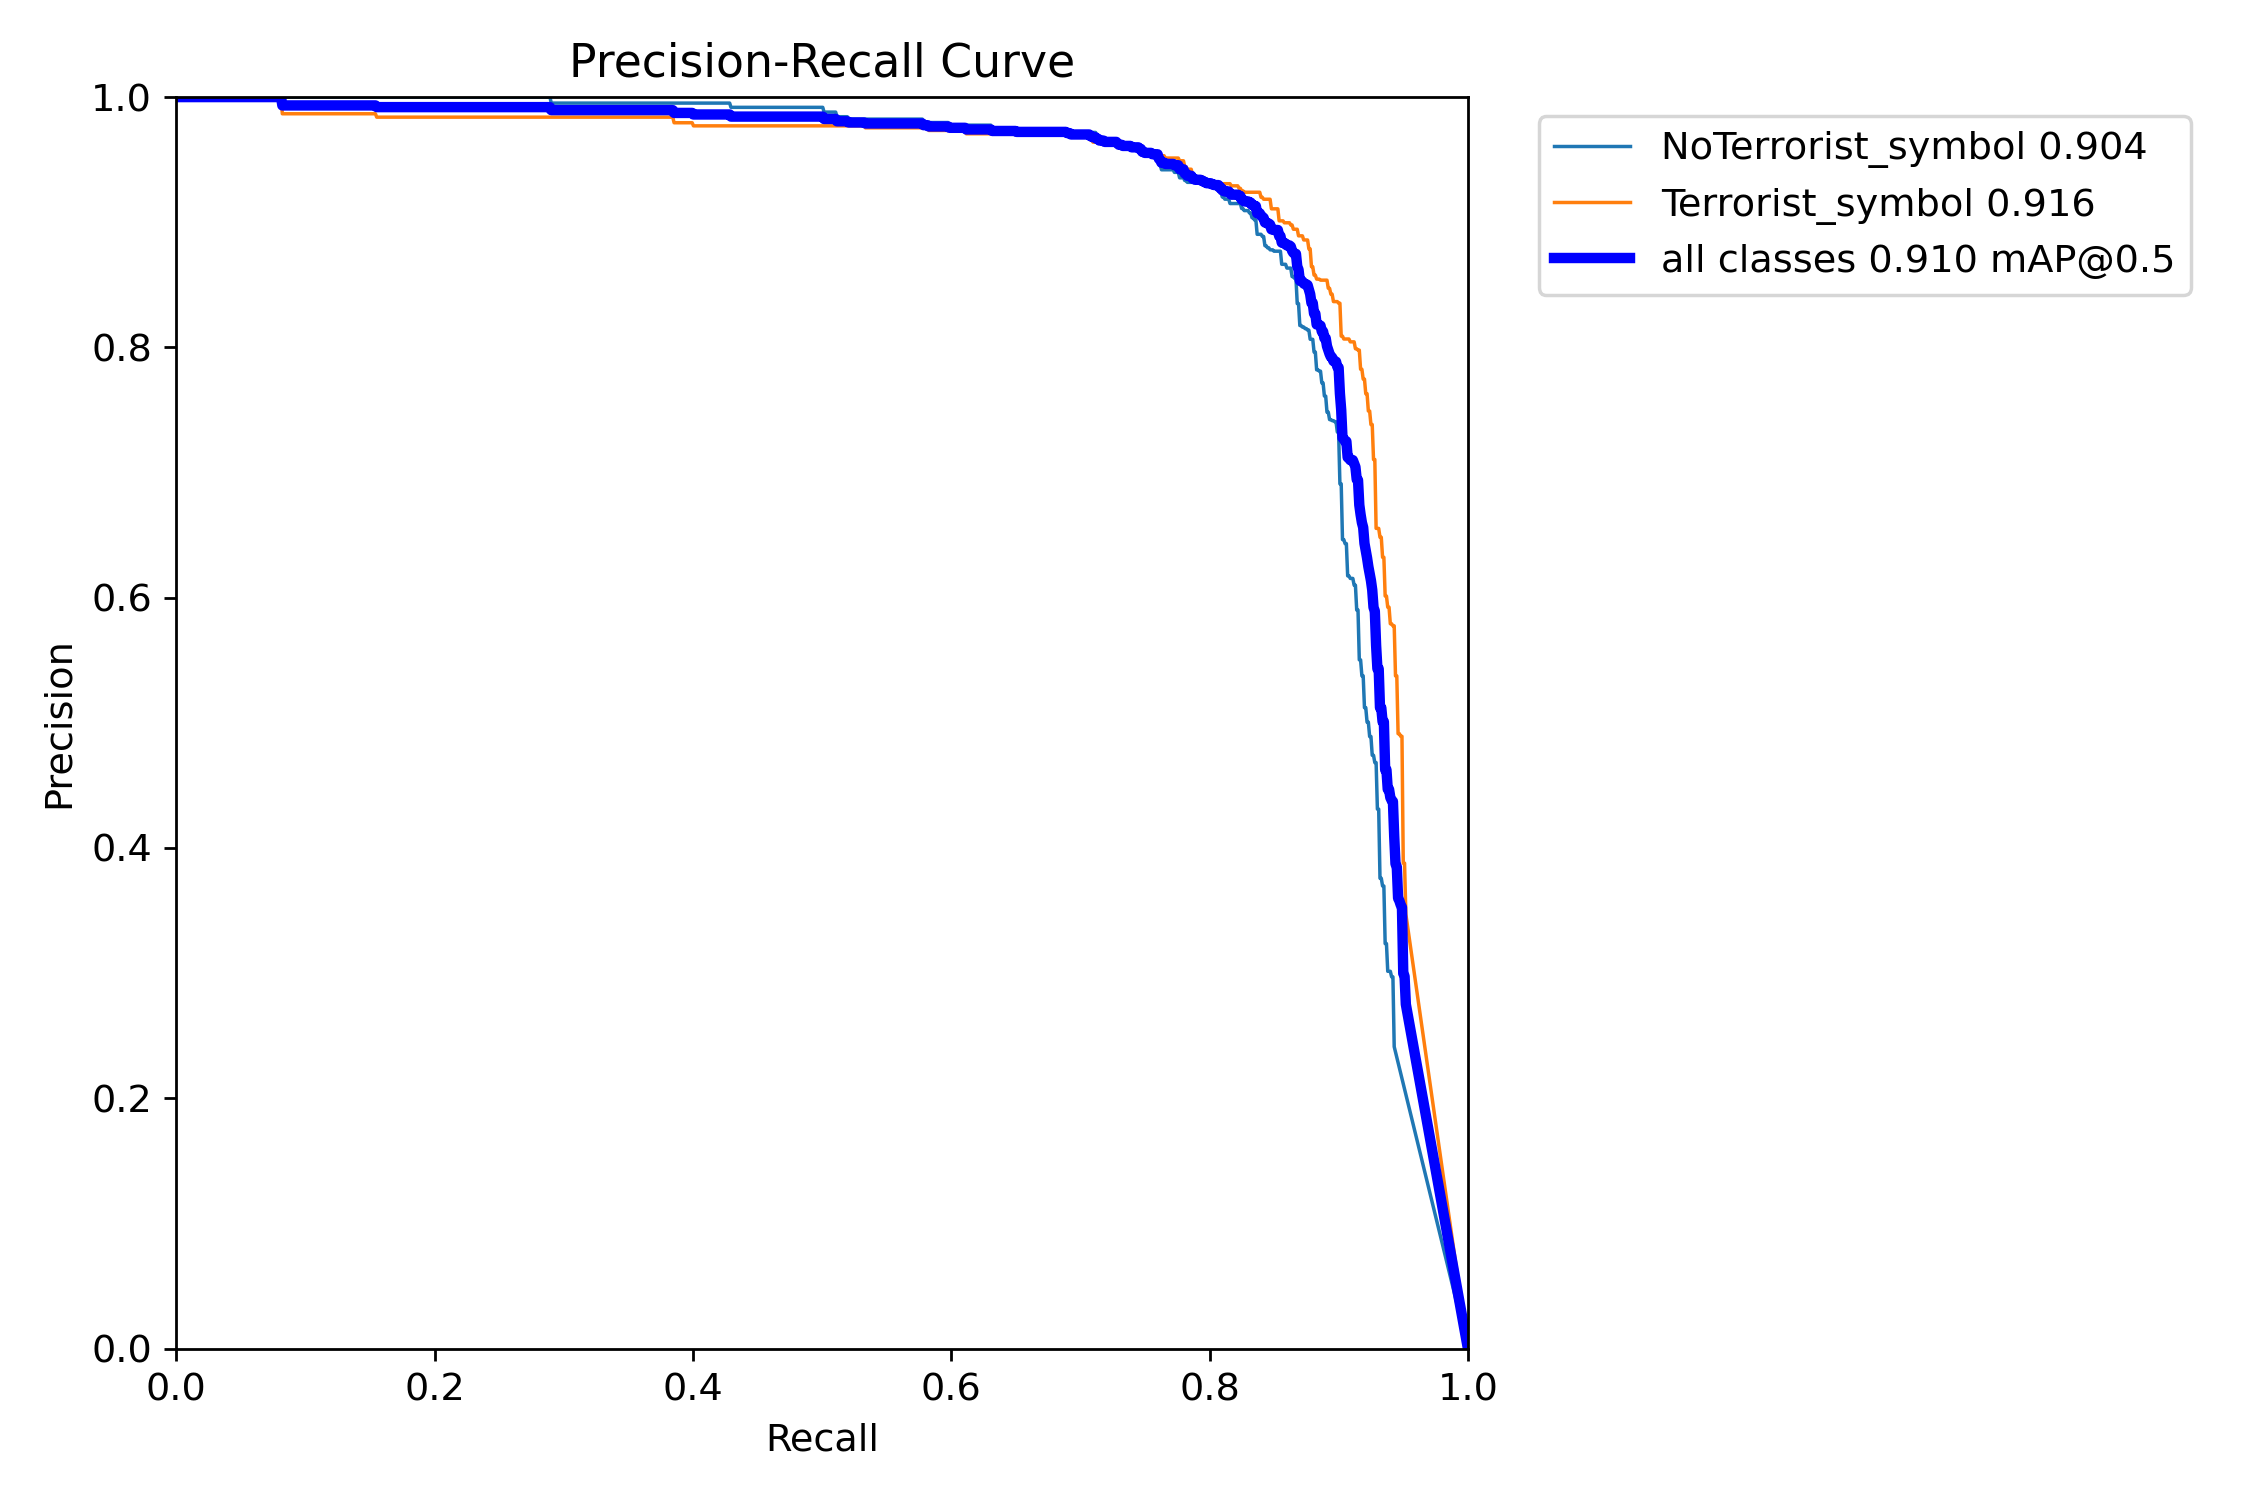 Precision-Recall Curve
1.0
0.8
0.6
0.4
0.2
0.0
Precision
0.0 0.2 0.4 0.6 0.8 1.0
Recall
NoTerrorist_symbol 0.904
Terrorist_symbol 0.916
all classes 0.910 mAP@0.5